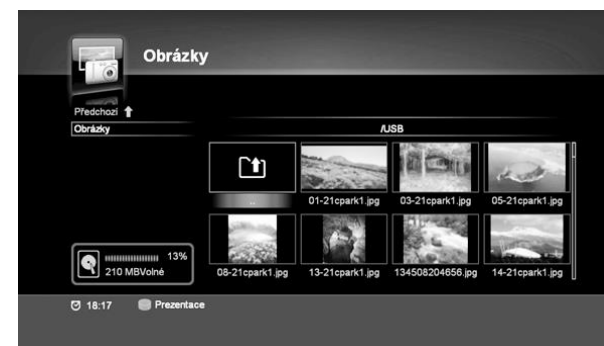 Obrázky
Předchozí
Obrázky
/USB
..
01-21cpark1.jpg 03-21cpark1.jpg 05-21cpark1.jpg
13%
210 MBVolné
08-21cpark1.jpg 13-21cpark1.jpg 134508204656.jpg 14-21cpark1.jpg
18:17 Prezentace